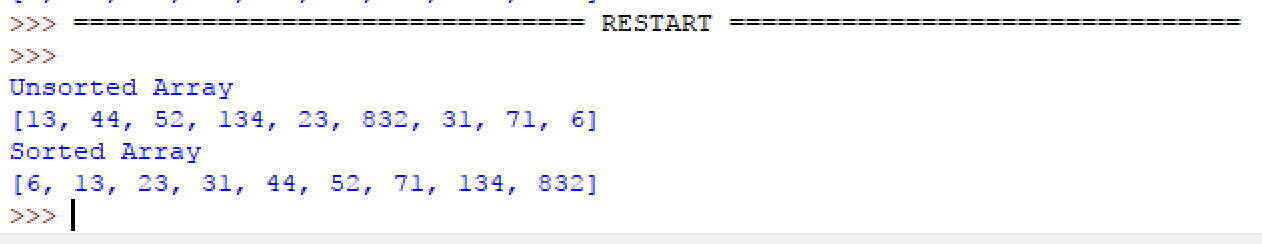 >>> ================================ RESTART ================================
>>>
Unsorted Array
[13, 44, 52, 134, 23, 832, 31, 71, 6]
Sorted Array
[6, 13, 23, 31, 44, 52, 71, 134, 832]
>>>